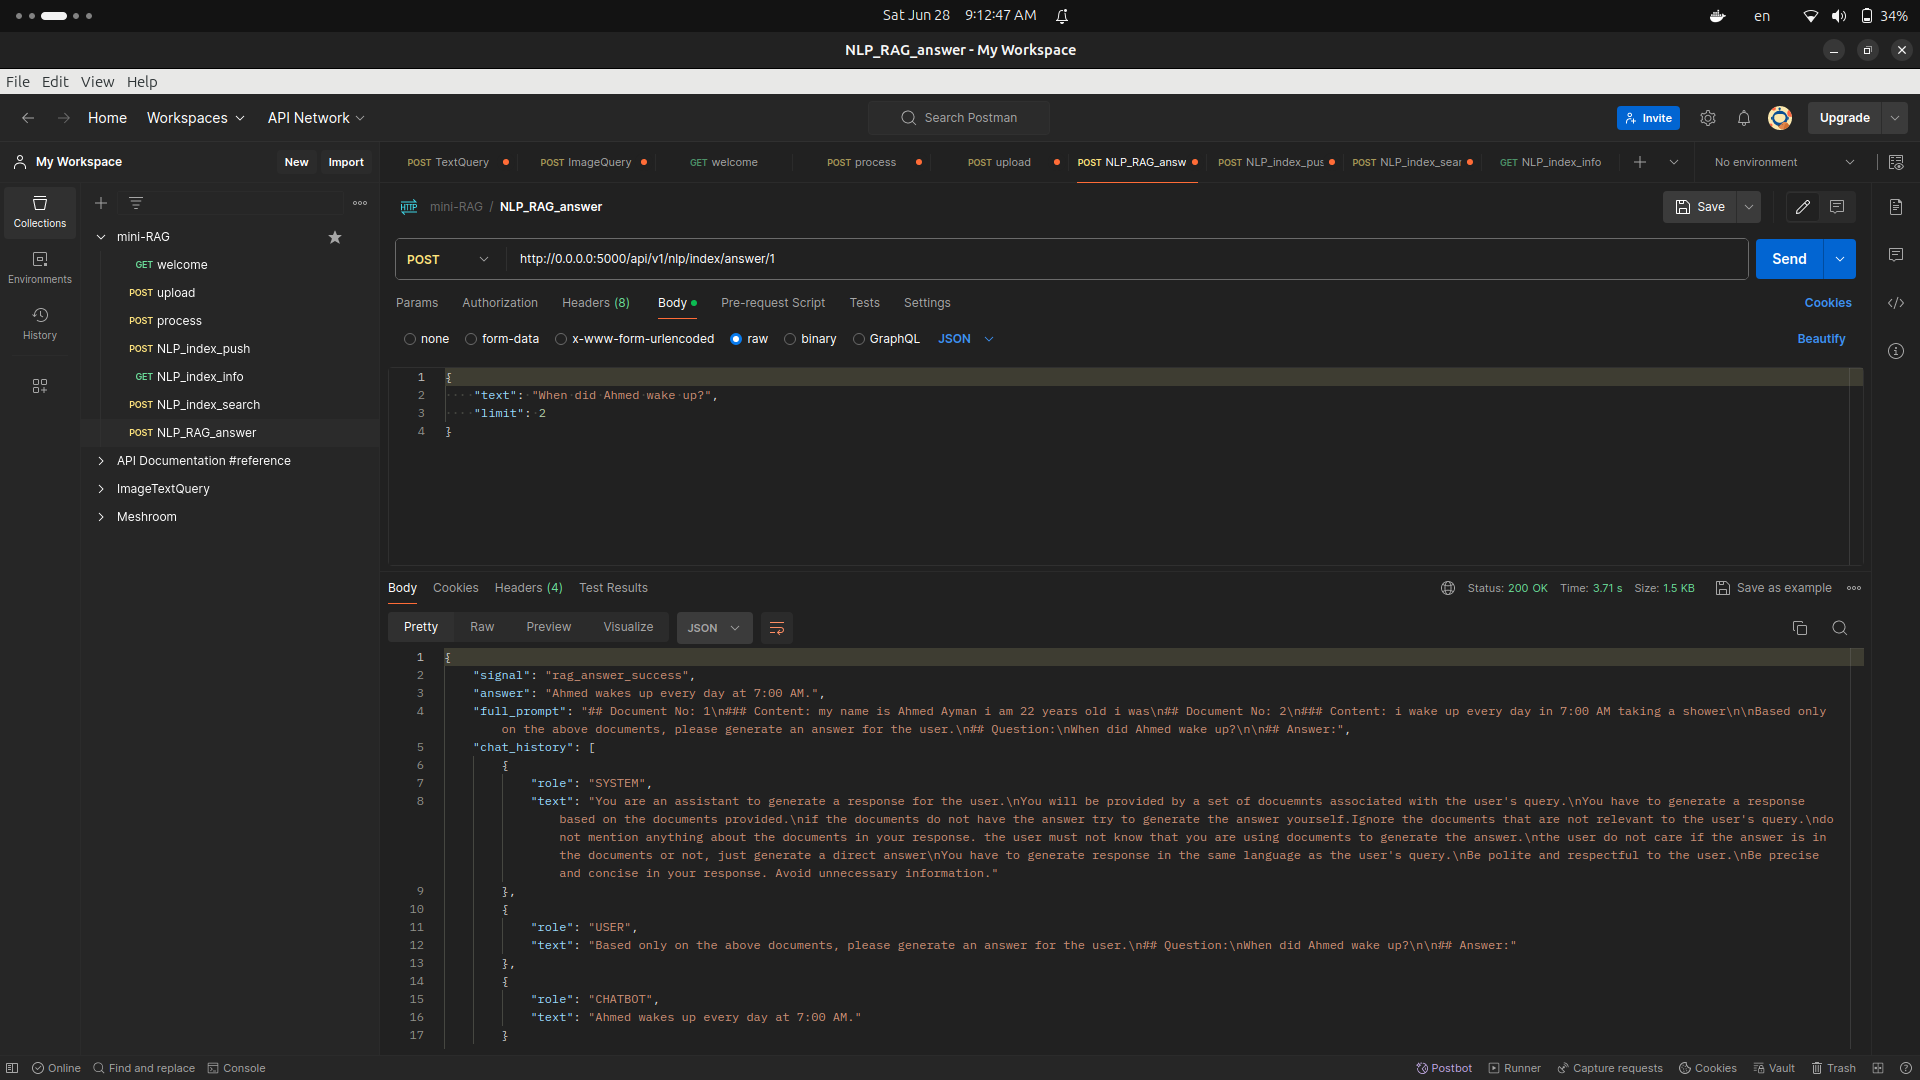 Sat Jun 28 9:12:47 AM
en
34%
NLP_RAG_answer - My Workspace
File Edit View Help
Home Workspaces API Network
Search Postman
Invite
Upgrade
My Workspace
New Import
POST TextQuery
POST ImageQuery
GET welcome
POST process
POST upload
POST NLP_RAG_answ
POST NLP_index_pus
POST NLP_index_sear
GET NLP_index_info
No environment
Collections
Environments
History
mini-RAG
GET welcome
POST upload
POST process
POST NLP_index_push
GET NLP_index_info
POST NLP_index_search
POST NLP_RAG_answer
API Documentation #reference
ImageTextQuery
Meshroom
HTTP mini-RAG / NLP_RAG_answer
Save
POST http://0.0.0.0:5000/api/v1/nlp/index/answer/1
Send
Params Authorization Headers (8) Body Pre-request Script Tests Settings
Cookies
none form-data x-www-form-urlencoded raw binary GraphQL JSON
Beautify
1 {
2 "text": "When did Ahmed wake up?",
3 "limit": 2
4 }
Body Cookies Headers (4) Test Results
Status: 200 OK Time: 3.71 s Size: 1.5 KB Save as example
Pretty Raw Preview Visualize JSON
1 {
2 "signal": "rag_answer_success",
3 "answer": "Ahmed wakes up every day at 7:00 AM.",
4 "full_prompt": "## Document No: 1\n### Content: my name is Ahmed Ayman i am 22 years old i was\n## Document No: 2\n### Content: i wake up every day in 7:00 AM taking a shower\n\nBased only
on the above documents, please generate an answer for the user.\n## Question:\nWhen did Ahmed wake up?\n\n## Answer:",
5 "chat_history": [
6 {
7 "role": "SYSTEM",
8 "text": "You are an assistant to generate a response for the user.\nYou will be provided by a set of docuemnts associated with the user's query.\nYou have to generate a response
based on the documents provided.\nif the documents do not have the answer try to generate the answer yourself.Ignore the documents that are not relevant to the user's query.\ndo
not mention anything about the documents in your response. the user must not know that you are using documents to generate the answer.\nthe user do not care if the answer is in
the documents or not, just generate a direct answer\nYou have to generate response in the same language as the user's query.\nBe polite and respectful to the user.\nBe precise
and concise in your response. Avoid unnecessary information."
9 },
10 {
11 "role": "USER",
12 "text": "Based only on the above documents, please generate an answer for the user.\n## Question:\nWhen did Ahmed wake up?\n\n## Answer:"
13 },
14 {
15 "role": "CHATBOT",
16 "text": "Ahmed wakes up every day at 7:00 AM."
17 }
Online Find and replace Console
Postbot Runner Capture requests Cookies Vault Trash